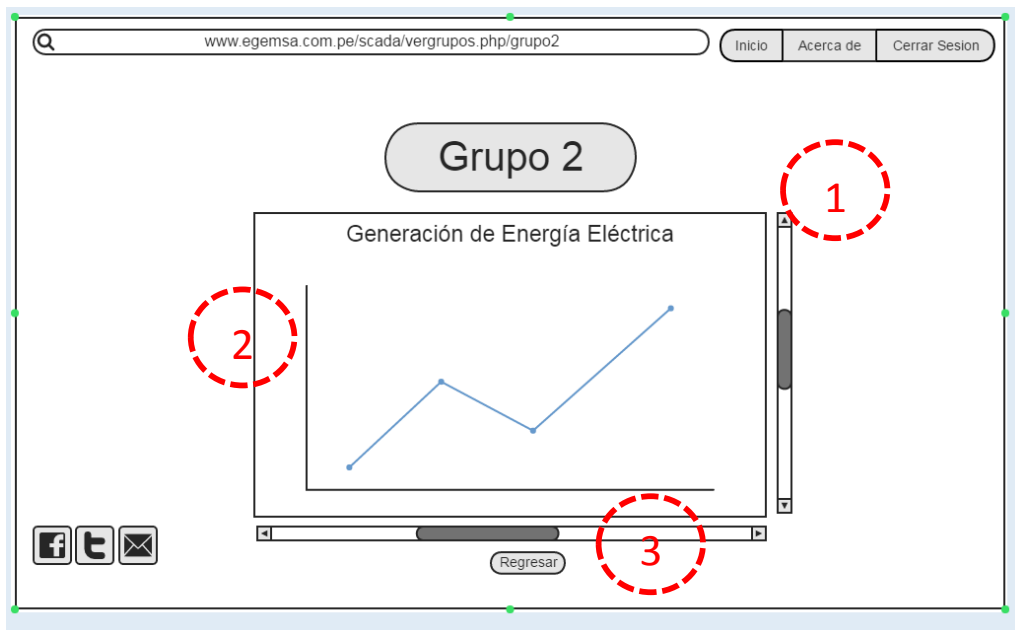 www.egemsa.com.pe/scada/vergrupos.php/grupo2
Inicio
Acerca de
Cerrar Sesion
Grupo 2
1
Generación de Energía Eléctrica
2
3
Regresar